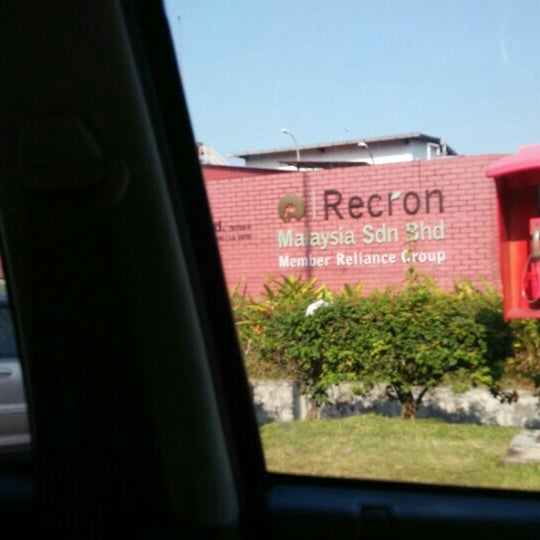 Recron
Malaysia Sdn Bhd
Member Reliance Group